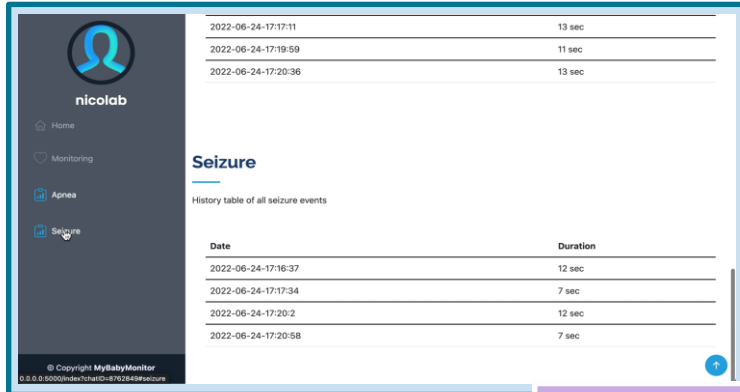 nicolab
Home
Monitoring
Apnea
Seizure
© Copyright MyBabyMonitor
0.0.0.0:5000/index?chatID=8762849#seizure
2022-06-24-17:17:11 13 sec
2022-06-24-17:19:59 11 sec
2022-06-24-17:20:36 13 sec
Seizure
History table of all seizure events
Date Duration
2022-06-24-17:16:37 12 sec
2022-06-24-17:17:34 7 sec
2022-06-24-17:20:2 12 sec
2022-06-24-17:20:58 7 sec